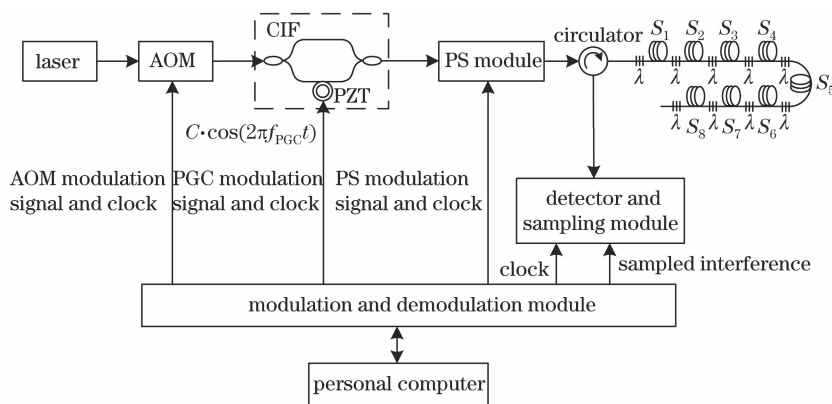 CIF
circulator
S₁ S₂ S₃ S₄
laser
AOM
PS module
λ λ λ λ λ
S₅
PZT
C·cos(2πf_PGC t)
λ λ λ λ
S₈ S₇ S₆
AOM modulation
signal and clock
PGC modulation
signal and clock
PS modulation
signal and clock
detector and
sampling module
clock
sampled interference
modulation and demodulation module
personal computer